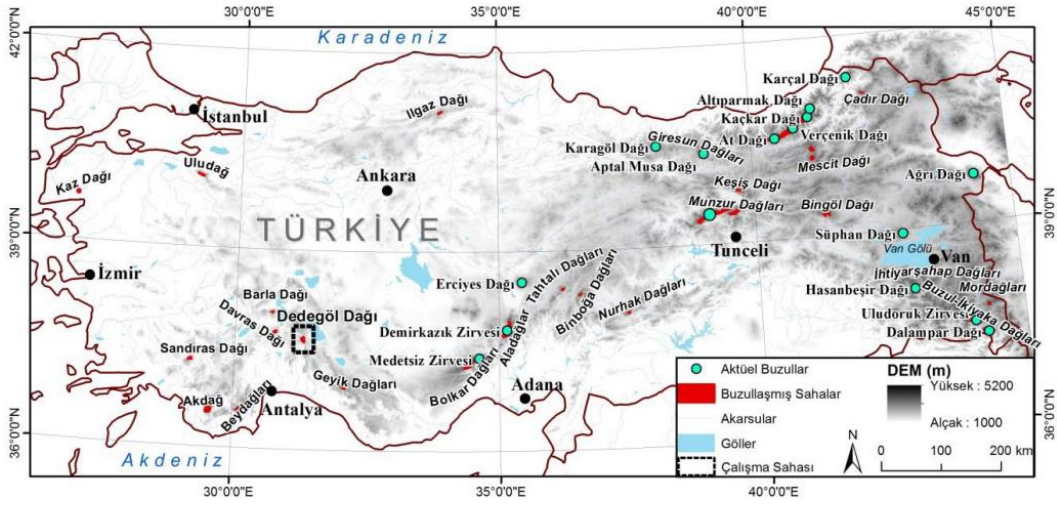 30°0'0"E
35°0'0"E
40°0'0"E
45°0'0"E
42°0'0"N
39°0'0"N
36°0'0"N
Karadeniz
Karçal Dağı
Çadır Dağı
Altıparmak Dağı
Kaçkar Dağı
Verçenik Dağı
At Dağı
Mescit Dağı
Giresun Dağları
Karagöl Dağı
Aptal Musa Dağı
İstanbul
Ilgaz Dağı
Uludağ
Kaz Dağı
Ankara
Keşiş Dağı
Munzur Dağları
Bingöl Dağı
Ağrı Dağı
TÜRKİYE
Tunceli
Süphan Dağı
Van Gölü
Van
İzmir
Erciyes Dağı
Tahtalı Dağları
Binboğa Dağları
Nurhak Dağları
İhtiyarşahap Dağları
Hasanbeşir Dağı
Mordağları
Buzul-İkiyaka Dağları
Uludoruk Zirvesi
Dalampar Dağı
Barla Dağı
Davras Dağı
Dedegöl Dağı
Sandıras Dağı
Demirkazık Zirvesi
Aladağlar
Medetsiz Zirvesi
Bolkar Dağları
Geyik Dağları
Akdağ
Beydağları
Antalya
Adana
Akdeniz
Aktüel Buzullar
Buzullaşmış Sahalar
Akarsular
Göller
Çalışma Sahası
DEM (m)
Yüksek : 5200
Alçak : 1000
N
0 100 200 km
39°0'0"N
36°0'0"N
30°0'0"E
35°0'0"E
40°0'0"E